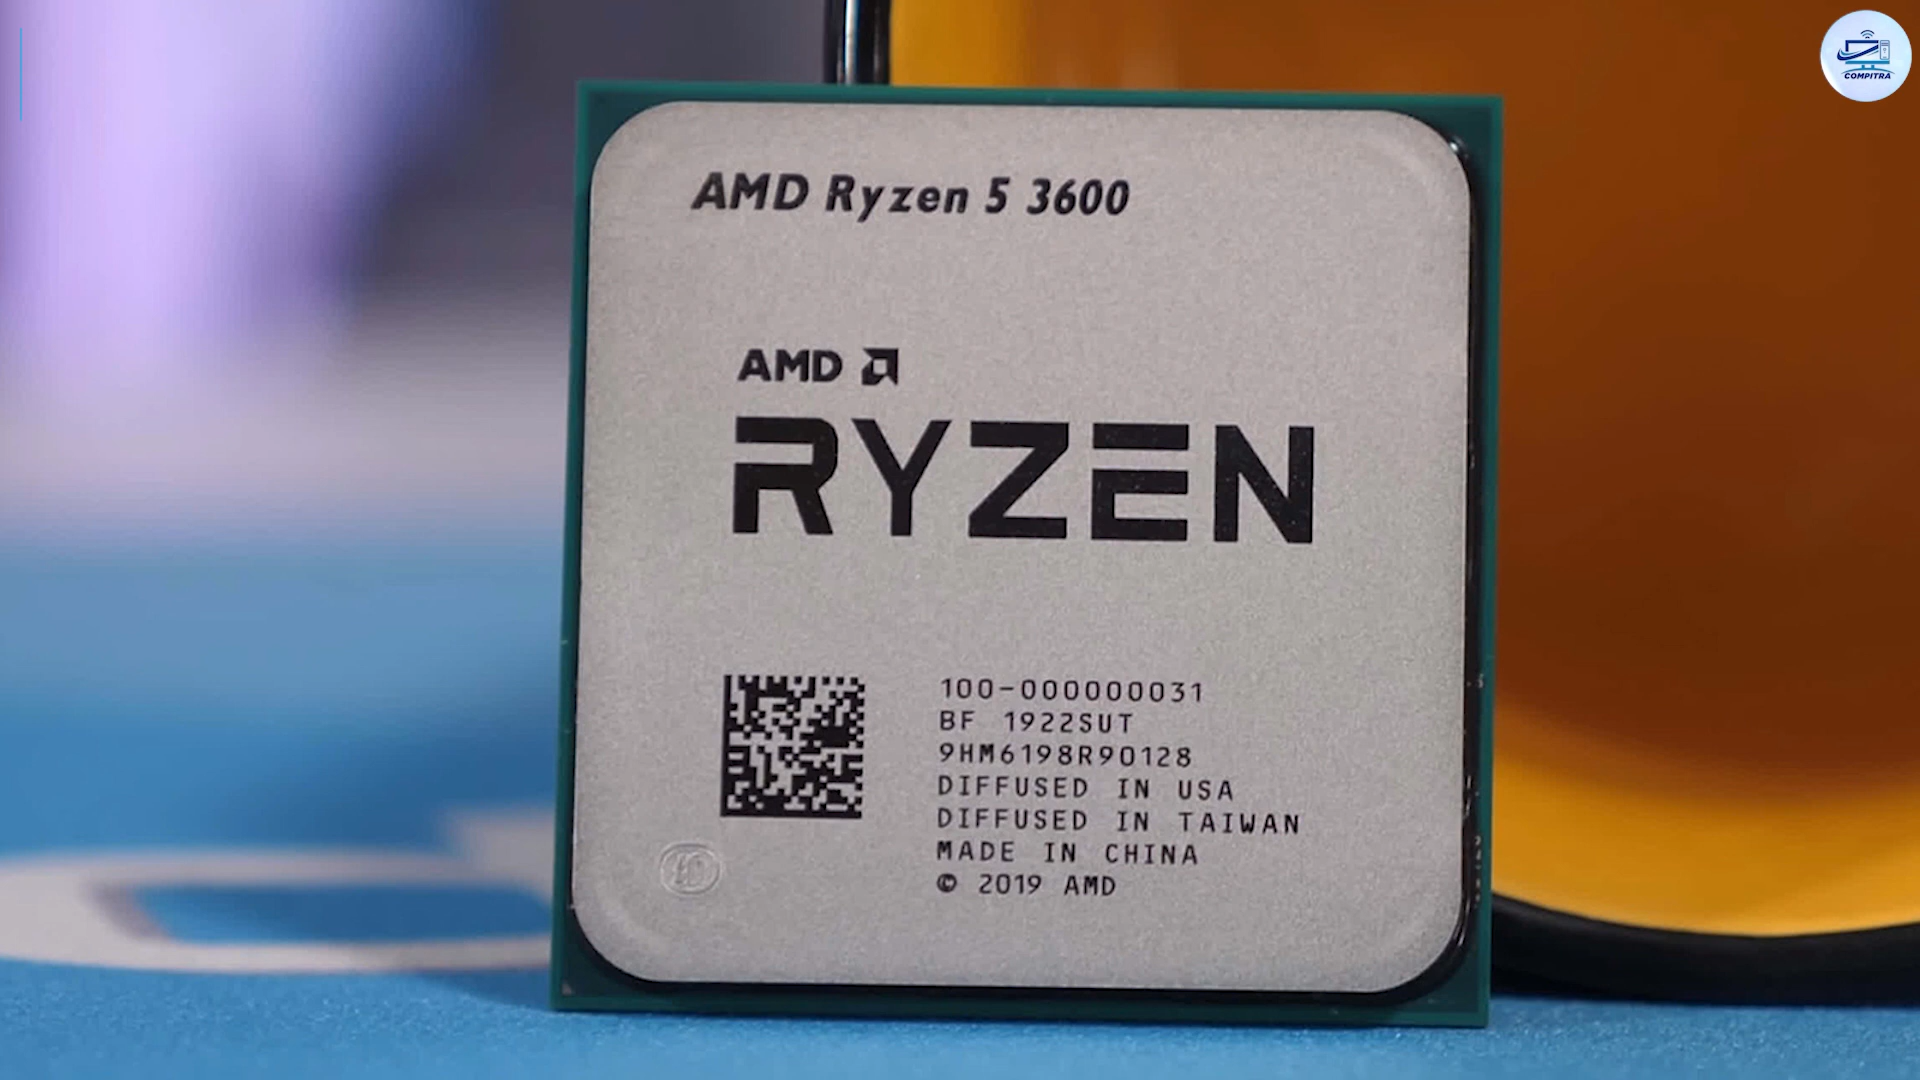 COMPITRA
AMD Ryzen 5 3600
AMD
RYZEN
100-000000031
BF 1922SUT
9HM6198R90128
DIFFUSED IN USA
DIFFUSED IN TAIWAN
MADE IN CHINA
© 2019 AMD